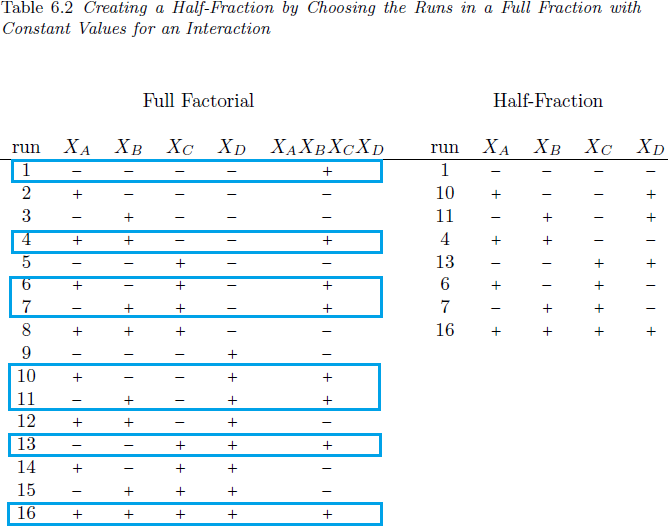 Table 6.2 Creating a Half-Fraction by Choosing the Runs in a Full Fraction with
Constant Values for an Interaction
Full Factorial
run X_A X_B X_C X_D X_AX_BX_CX_D
1 − − − − +
2 + − − − −
3 − + − − −
4 + + − − +
5 − − + − −
6 + − + − +
7 − + + − +
8 + + + − −
9 − − − + −
10 + − − + +
11 − + − + +
12 + + − + −
13 − − + + +
14 + − + + −
15 − + + + −
16 + + + + +
Half-Fraction
run X_A X_B X_C X_D
1 − − − −
10 + − − +
11 − + − +
4 + + − −
13 − − + +
6 + − + −
7 − + + −
16 + + + +